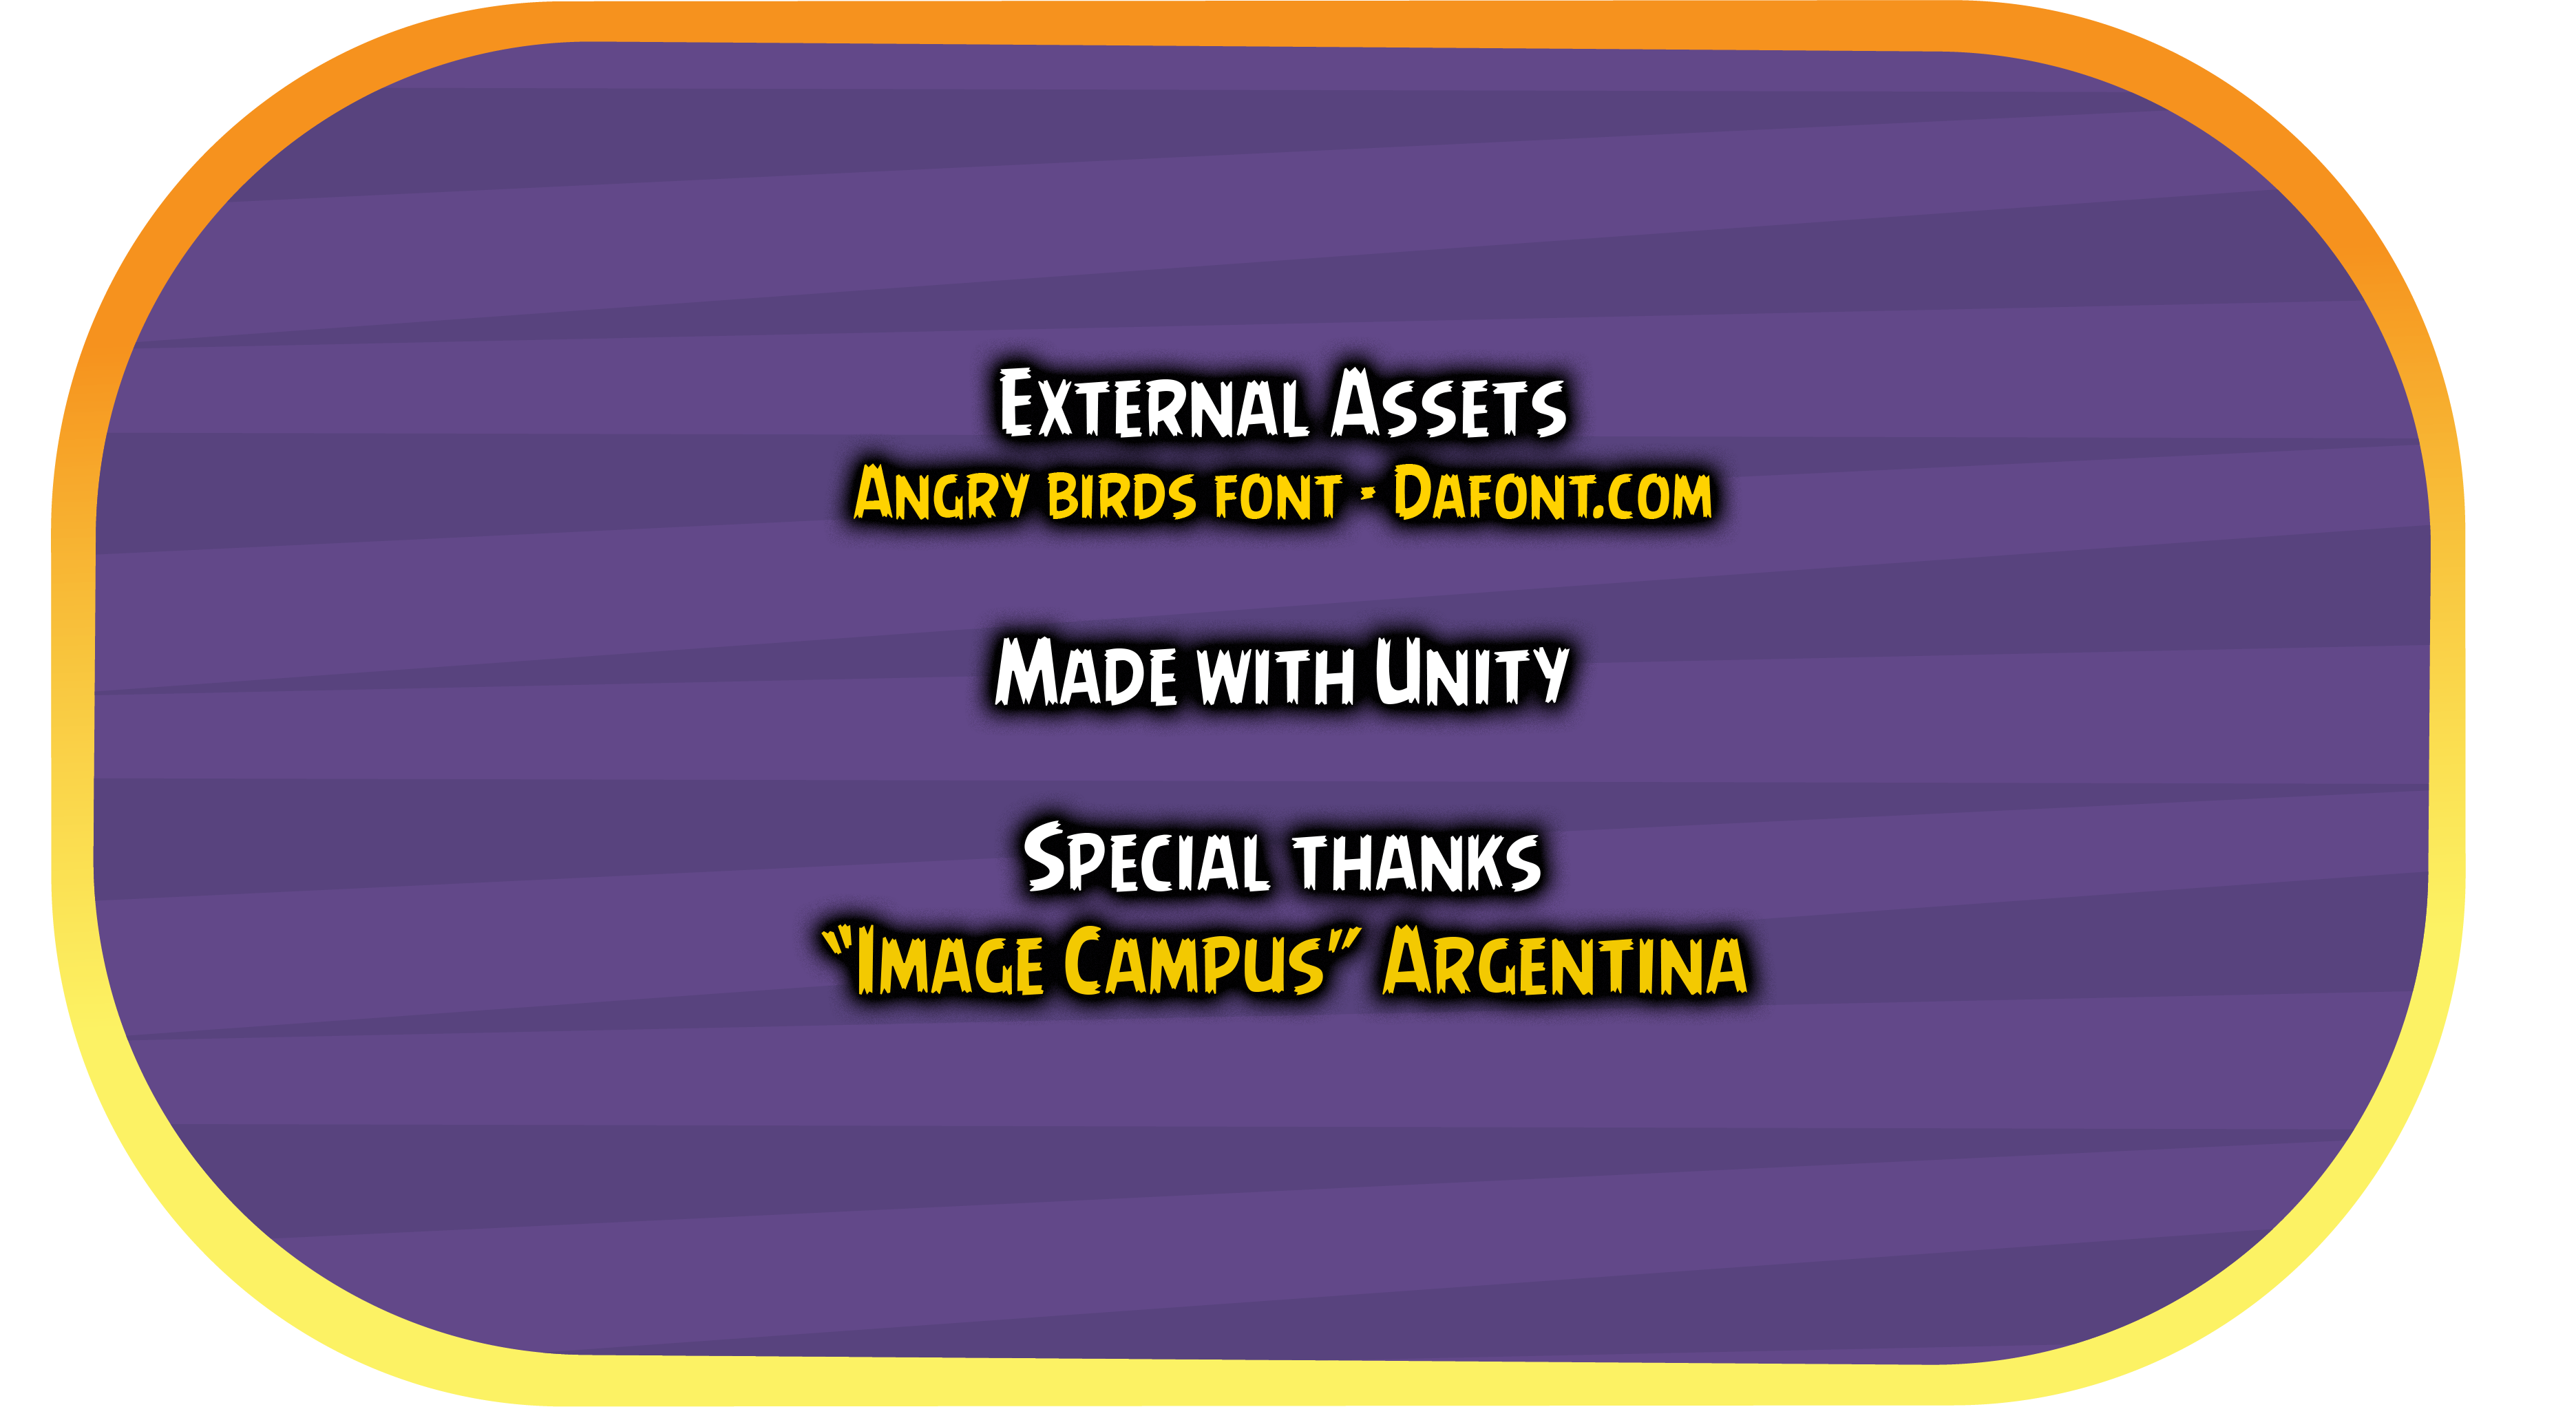 External Assets
Angry birds font - Dafont.com
Made with Unity
Special thanks
“Image Campus” Argentina